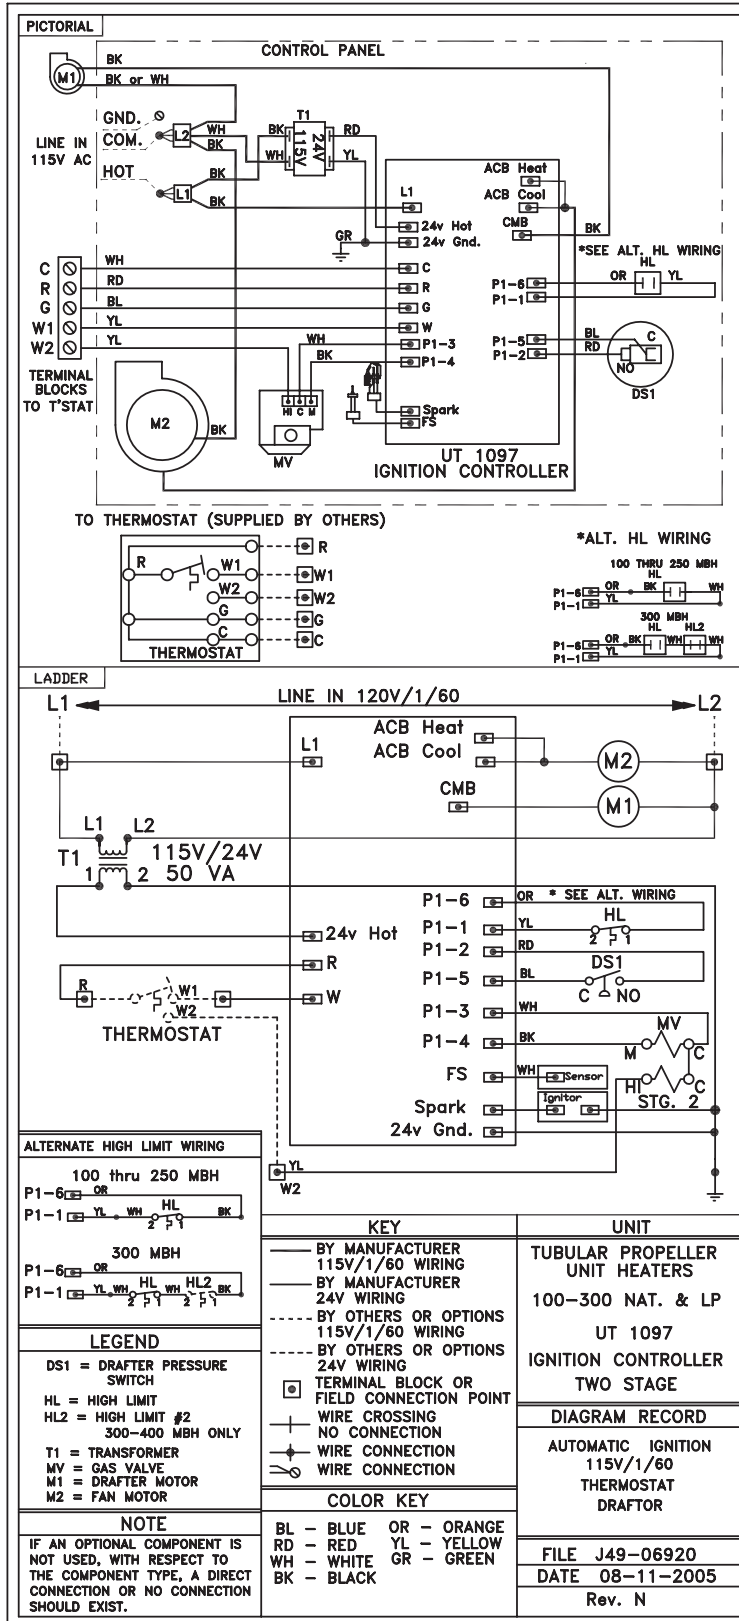 PICTORIAL
CONTROL PANEL
BK
M1
BK or WH
GND.
COM.
LINE IN
115V AC
HOT
L2
WH
BK
L1
BK
BK
T1
BK
WH
115V
24V
RD
YL
GR
L1
24v Hot
24v Gnd.
ACB Heat
ACB Cool
CMB
BK
*SEE ALT. HL WIRING
HL
OR
YL
P1-6
P1-1
C
WH
C
R
RD
R
G
BL
G
W1
YL
W
W2
YL
WH
P1-3
BK
P1-4
P1-5
P1-2
BL
RD
C
NO
DS1
TERMINAL
BLOCKS
TO T'STAT
M2
BK
HI C M
MV
Spark
FS
UT 1097
IGNITION CONTROLLER
TO THERMOSTAT (SUPPLIED BY OTHERS)
R
R
W1
W1
W2
W2
G
G
C
C
THERMOSTAT
*ALT. HL WIRING
100 THRU 250 MBH
HL
P1-6
OR
BK
WH
P1-1
YL
300 MBH
HL
HL2
P1-6
OR
BK
WH
WH
P1-1
YL
LADDER
L1
LINE IN 120V/1/60
L2
ACB Heat
L1
ACB Cool
M2
CMB
M1
L1
L2
T1
115V/24V
1
2
50 VA
P1-6
OR
* SEE ALT. WIRING
P1-1
YL
HL
2
1
24v Hot
P1-2
RD
R
P1-5
BL
DS1
C
NO
R
W1
W
W2
THERMOSTAT
P1-3
WH
P1-4
BK
MV
M
C
FS
WH
Sensor
HI
C
STG. 2
Spark
Ignitor
24v Gnd.
YL
W2
ALTERNATE HIGH LIMIT WIRING
100 thru 250 MBH
P1-6
OR
P1-1
YL
WH
HL
2
1
BK
300 MBH
P1-6
OR
P1-1
YL
WH
HL
2
1
WH
HL2
2
1
BK
LEGEND
DS1 = DRAFTER PRESSURE
SWITCH
HL = HIGH LIMIT
HL2 = HIGH LIMIT #2
300-400 MBH ONLY
T1 = TRANSFORMER
MV = GAS VALVE
M1 = DRAFTER MOTOR
M2 = FAN MOTOR
NOTE
IF AN OPTIONAL COMPONENT IS
NOT USED, WITH RESPECT TO
THE COMPONENT TYPE, A DIRECT
CONNECTION OR NO CONNECTION
SHOULD EXIST.
KEY
BY MANUFACTURER
115V/1/60 WIRING
BY MANUFACTURER
24V WIRING
BY OTHERS OR OPTIONS
115V/1/60 WIRING
BY OTHERS OR OPTIONS
24V WIRING
TERMINAL BLOCK OR
FIELD CONNECTION POINT
WIRE CROSSING
NO CONNECTION
WIRE CONNECTION
WIRE CONNECTION
COLOR KEY
BL - BLUE OR - ORANGE
RD - RED YL - YELLOW
WH - WHITE GR - GREEN
BK - BLACK
UNIT
TUBULAR PROPELLER
UNIT HEATERS
100-300 NAT. & LP
UT 1097
IGNITION CONTROLLER
TWO STAGE
DIAGRAM RECORD
AUTOMATIC IGNITION
115V/1/60
THERMOSTAT
DRAFTOR
FILE J49-06920
DATE 08-11-2005
Rev. N